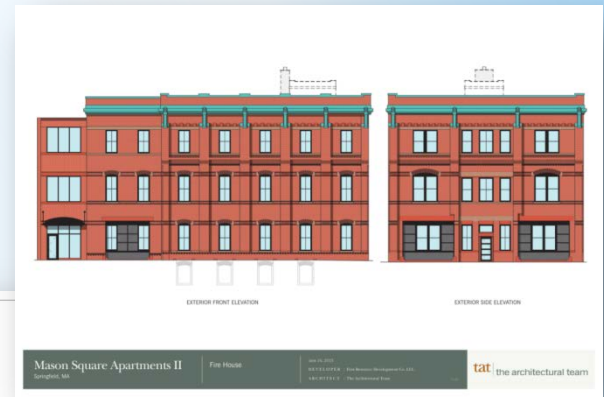 EXTERIOR FRONT ELEVATION
EXTERIOR SIDE ELEVATION
Mason Square Apartments II
Springfield, MA
Fire House
DEVELOPER
ARCHITECT : The Architectural Team
tat | the architectural team